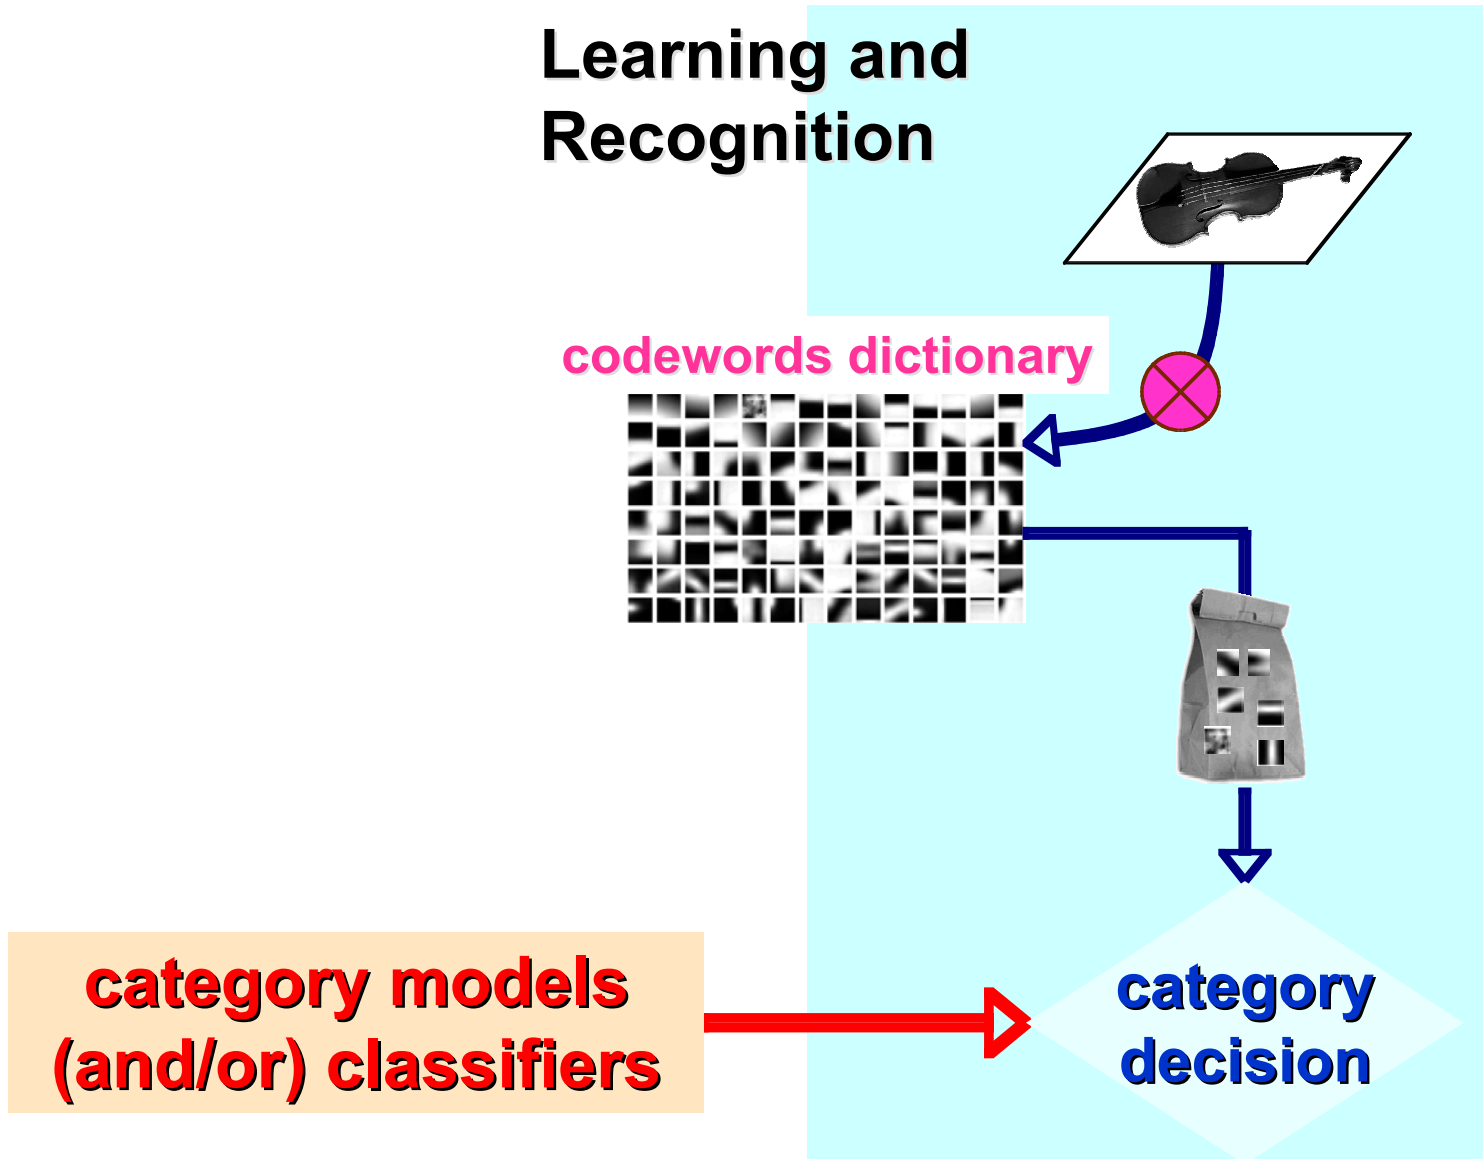 Learning and
Recognition
codewords dictionary
category models
(and/or) classifiers
category
decision